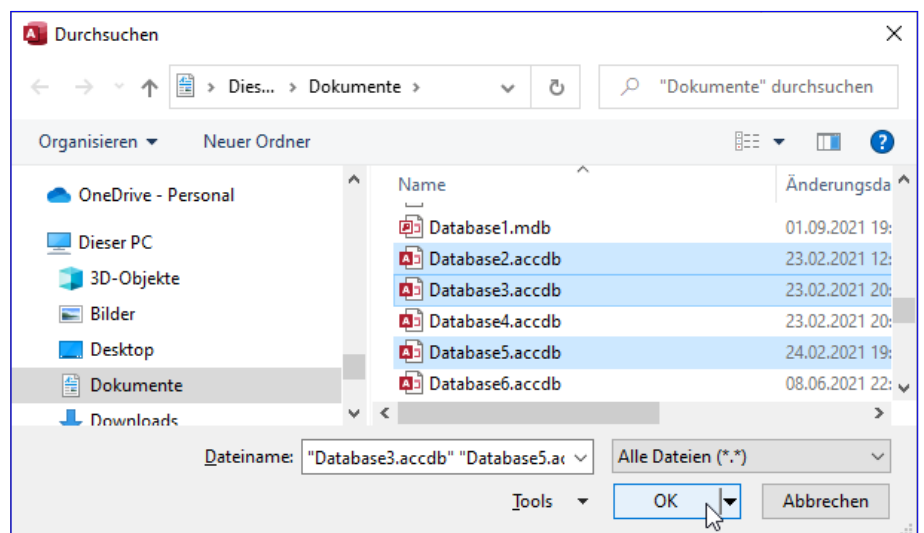 Durchsuchen
Dies... Dokumente "Dokumente" durchsuchen
Organisieren Neuer Ordner
OneDrive - Personal
Dieser PC
3D-Objekte
Bilder
Desktop
Dokumente
Downloads
Name Änderungsda
Database1.mdb 01.09.2021 19:
Database2.accdb 23.02.2021 12:
Database3.accdb 23.02.2021 20:
Database4.accdb 23.02.2021 20:
Database5.accdb 24.02.2021 19:
Database6.accdb 08.06.2021 22:
Dateiname: "Database3.accdb" "Database5.ac Alle Dateien (*.*)
Tools OK Abbrechen